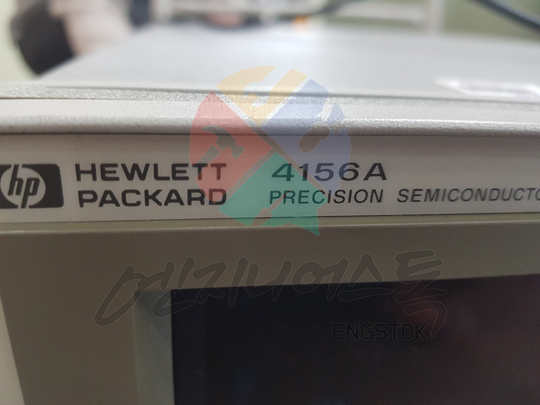 hp HEWLETT PACKARD
4156A
PRECISION SEMICONDUCTO
엔지니어스톡
ENGSTOK